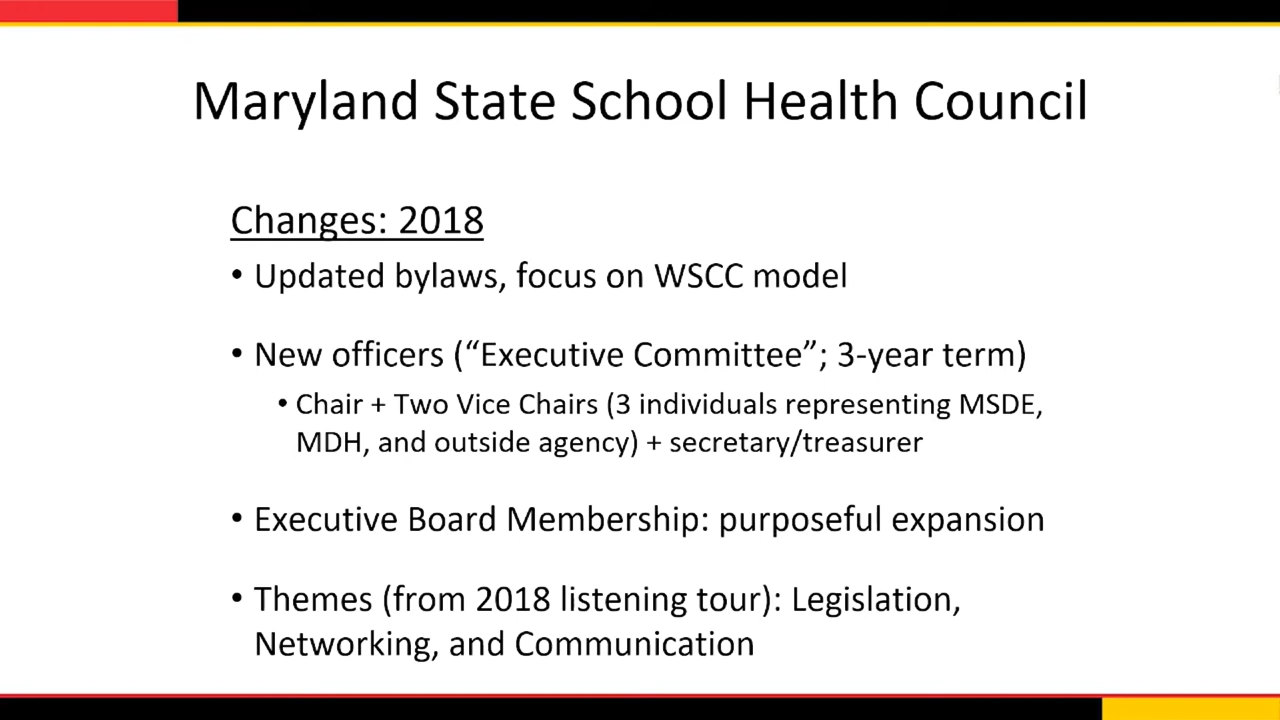 Maryland State School Health Council
Changes: 2018
• Updated bylaws, focus on WSCC model
• New officers (“Executive Committee”; 3-year term)
• Chair + Two Vice Chairs (3 individuals representing MSDE,
MDH, and outside agency) + secretary/treasurer
• Executive Board Membership: purposeful expansion
• Themes (from 2018 listening tour): Legislation,
Networking, and Communication